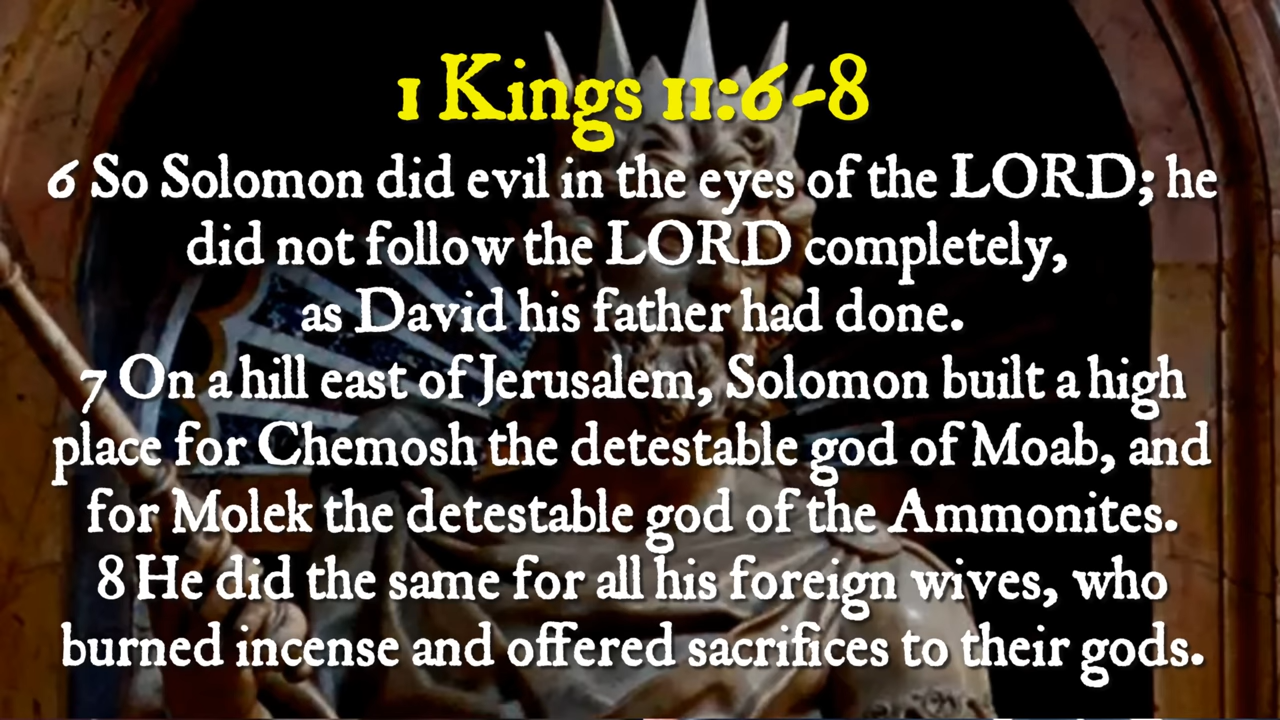 1 Kings 11:6-8
6 So Solomon did evil in the eyes of the LORD; he
did not follow the LORD completely,
as David his father had done.
7 On a hill east of Jerusalem, Solomon built a high
place for Chemosh the detestable god of Moab, and
for Molek the detestable god of the Ammonites.
8 He did the same for all his foreign wives, who
burned incense and offered sacrifices to their gods.